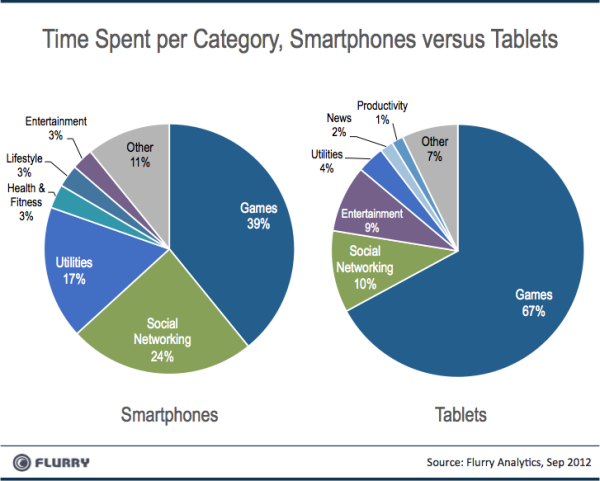 Time Spent per Category, Smartphones versus Tablets
Entertainment
3%
Lifestyle
3%
Health &
Fitness
3%
Other
11%
Games
39%
Utilities
17%
Social
Networking
24%
Smartphones
Productivity
1%
News
2%
Utilities
4%
Other
7%
Entertainment
9%
Social
Networking
10%
Games
67%
Tablets
FLURRY
Source: Flurry Analytics, Sep 2012